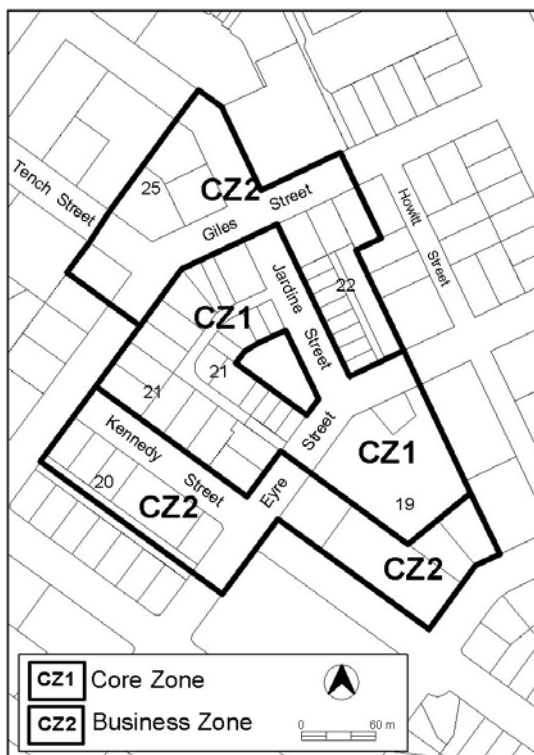 Tench Street
25
CZ2
Giles Street
Howitt Street
Jardine Street
22
CZ1
21
21
Kennedy Street
Eyre Street
CZ1
20
CZ2
19
CZ2
CZ1 Core Zone
CZ2 Business Zone
0 60 m